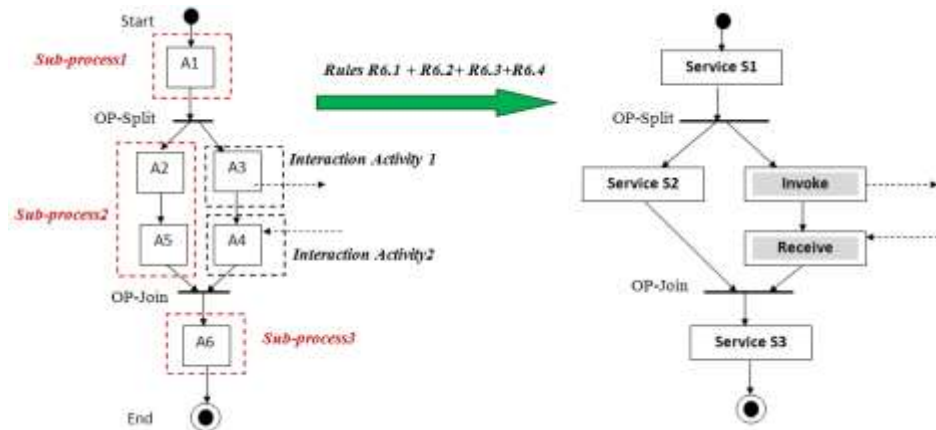 Start
Sub-process1
A1
OP-Split
A2
A3
Interaction Activity 1
Sub-process2
A5
A4
Interaction Activity2
OP-Join
A6
Sub-process3
End
Rules R6.1 + R6.2+ R6.3+R6.4
Service S1
OP-Split
Service S2
Invoke
Receive
OP-Join
Service S3